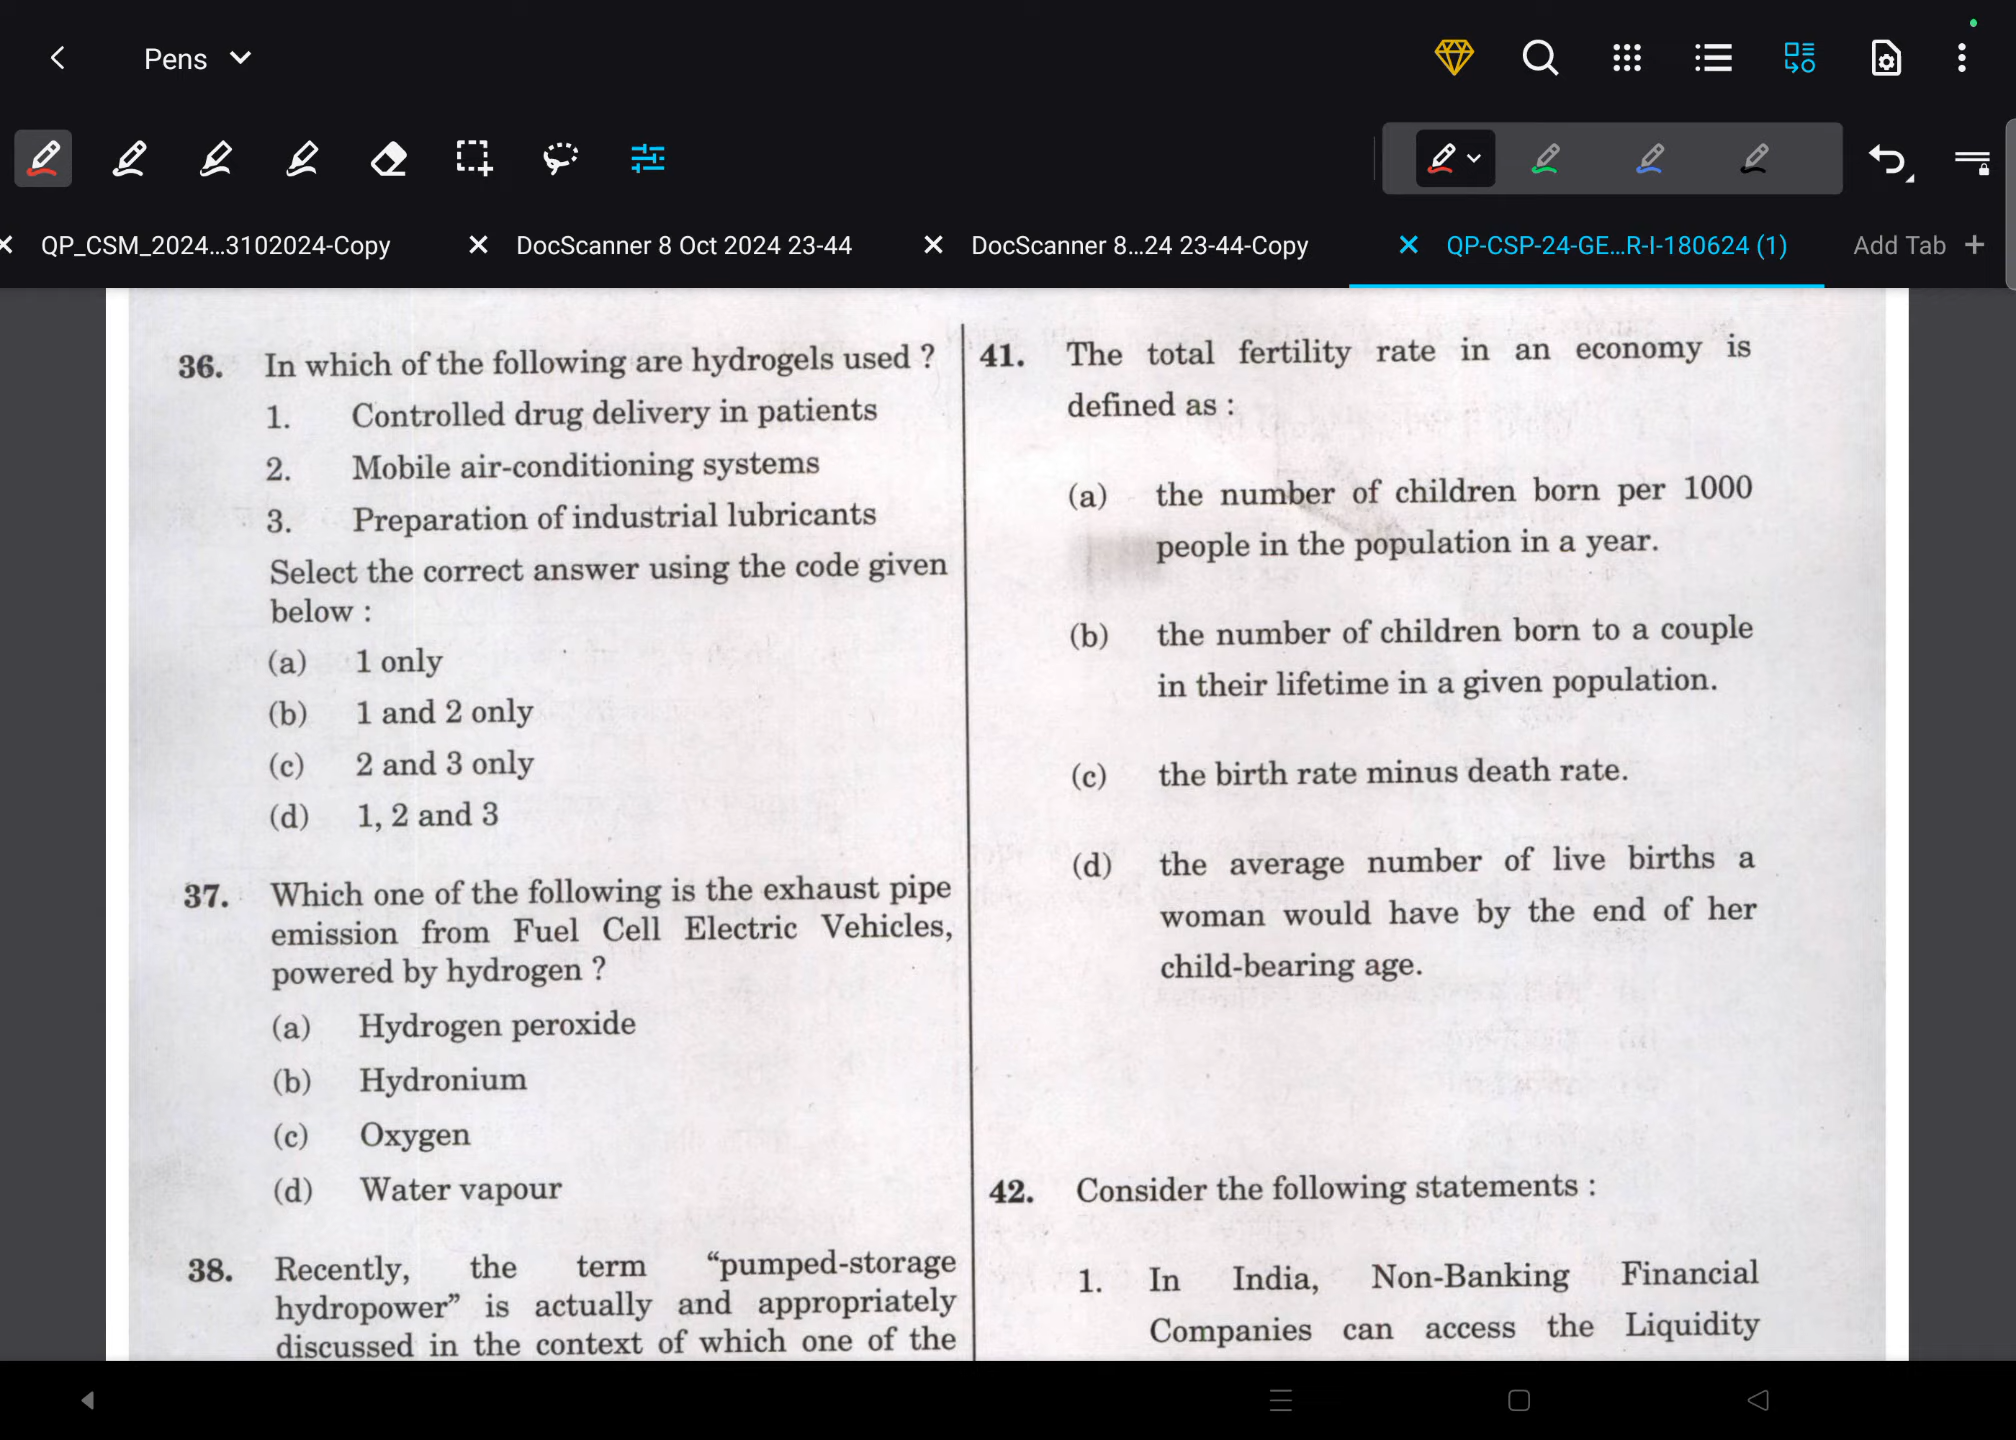 Pens
QP_CSM_2024...3102024-Copy
DocScanner 8 Oct 2024 23-44
DocScanner 8...24 23-44-Copy
QP-CSP-24-GE...R-I-180624 (1)
Add Tab +
36. In which of the following are hydrogels used ?
1. Controlled drug delivery in patients
2. Mobile air-conditioning systems
3. Preparation of industrial lubricants
Select the correct answer using the code given
below :
(a) 1 only
(b) 1 and 2 only
(c) 2 and 3 only
(d) 1, 2 and 3
37. Which one of the following is the exhaust pipe
emission from Fuel Cell Electric Vehicles,
powered by hydrogen ?
(a) Hydrogen peroxide
(b) Hydronium
(c) Oxygen
(d) Water vapour
38. Recently, the term “pumped-storage
hydropower” is actually and appropriately
discussed in the context of which one of the
41. The total fertility rate in an economy is
defined as :
(a) the number of children born per 1000
people in the population in a year.
(b) the number of children born to a couple
in their lifetime in a given population.
(c) the birth rate minus death rate.
(d) the average number of live births a
woman would have by the end of her
child-bearing age.
42. Consider the following statements :
1. In India, Non-Banking Financial
Companies can access the Liquidity